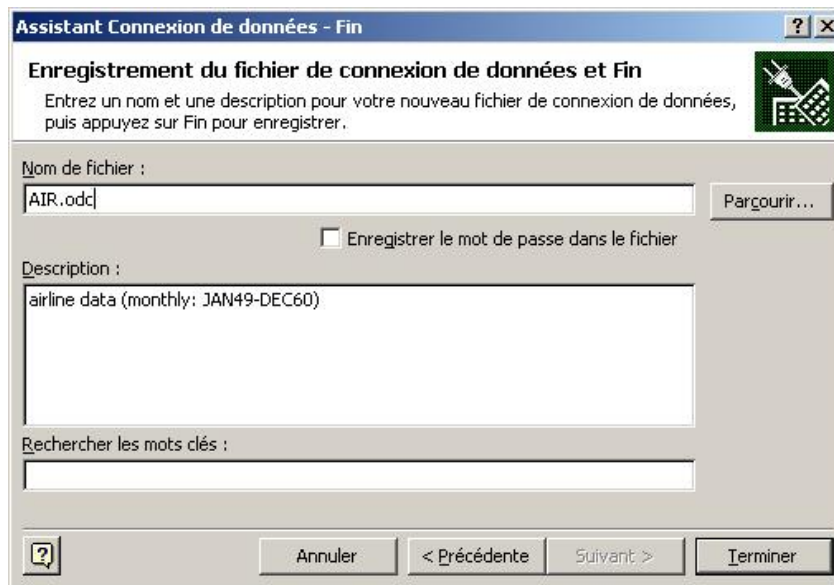 Assistant Connexion de données - Fin
Enregistrement du fichier de connexion de données et Fin
Entrez un nom et une description pour votre nouveau fichier de connexion de données,
puis appuyez sur Fin pour enregistrer.
Nom de fichier :
AIR.odc
Parcourir...
Enregistrer le mot de passe dans le fichier
Description :
airline data (monthly: JAN49-DEC60)
Rechercher les mots clés :
Annuler
< Précédente
Suivant >
Terminer